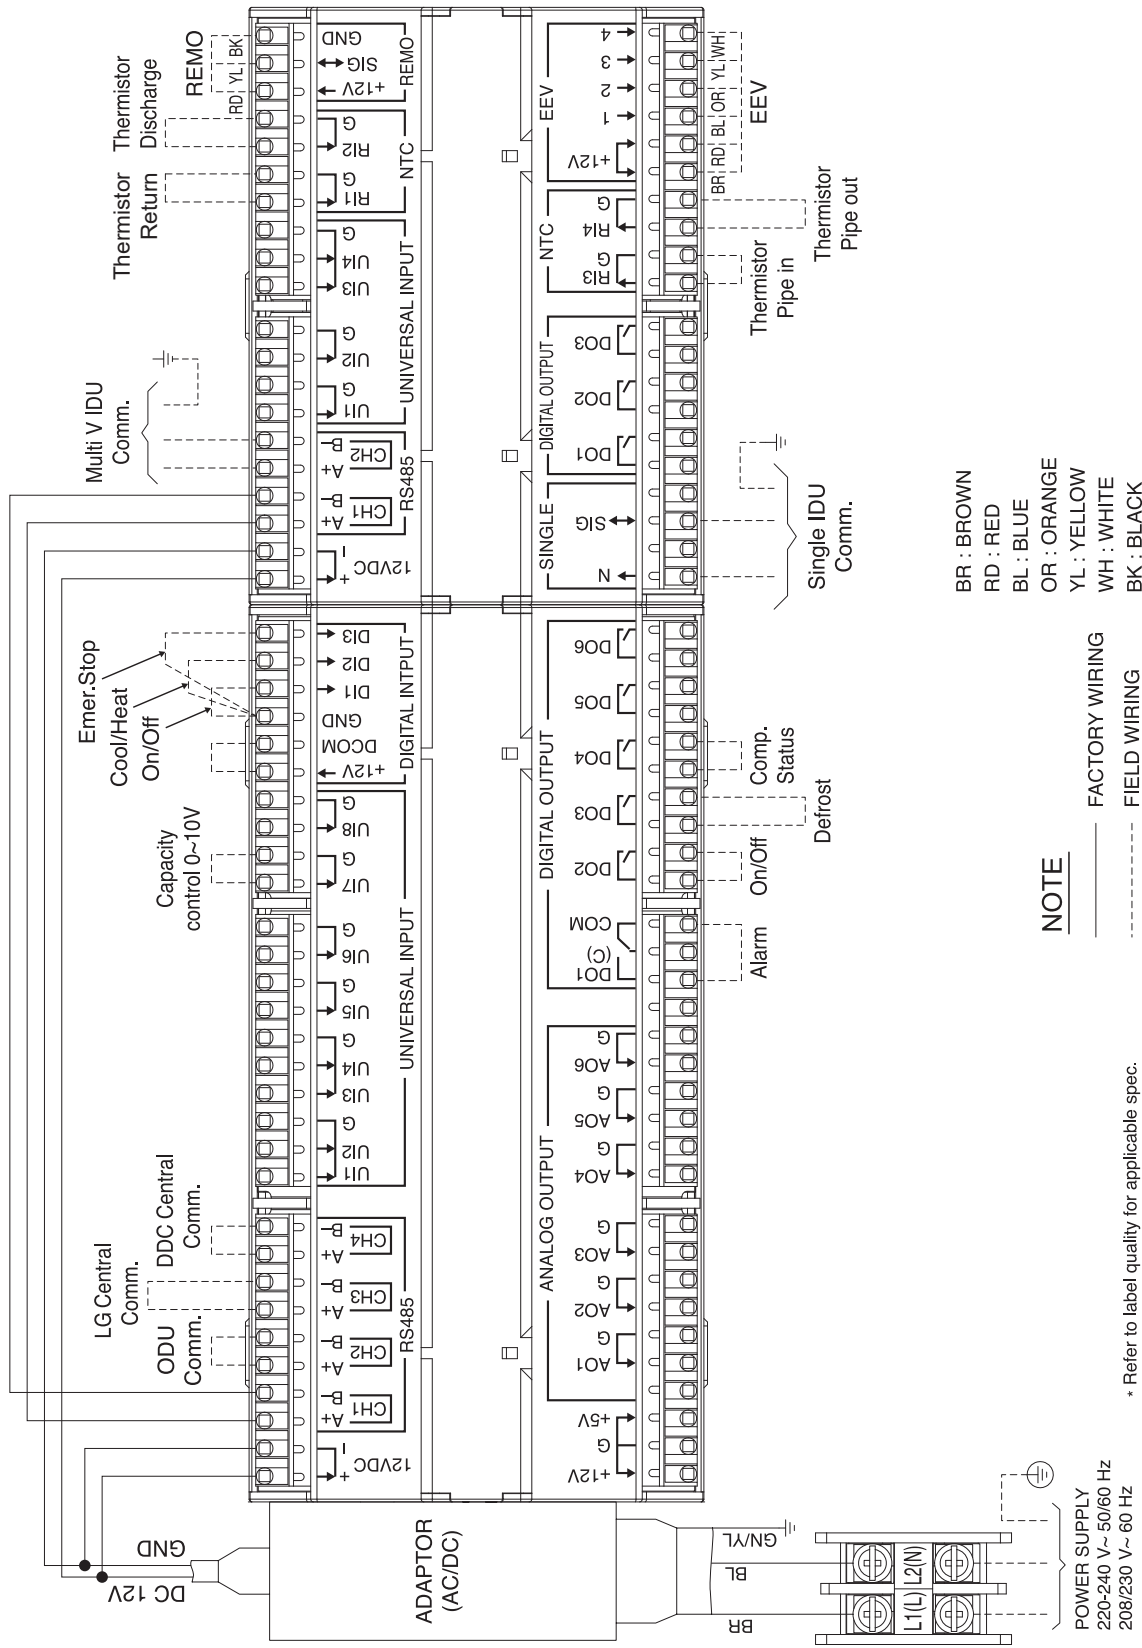 REMO
RD YL BK
Thermistor
Discharge
Thermistor
Return
Multi V IDU
Comm.
Emer.Stop
Cool/Heat
On/Off
Capacity
control 0~10V
DDC Central
Comm.
LG Central
Comm.
ODU
Comm.
GND
SIG
+12V
REMO
G
RI2
G
RI1
NTC
G
UI4
UI3
G
UI2
G
UI1
UNIVERSAL INPUT
B-
A+
CH2
B-
A+
CH1
RS485
-
+
12VDC
DI3
DI2
DI1
GND
DCOM
+12V
DIGITAL INTPUT
G
UI8
G
UI7
G
UI6
G
UI5
G
UI4
UI3
G
UI2
UI1
UNIVERSAL INPUT
B-
A+
CH4
B-
A+
CH3
B-
A+
CH2
B-
A+
CH1
RS485
-
+
12VDC
GND
DC 12V
ADAPTOR
(AC/DC)
4
3
2
1
+12V
EEV
G
RI4
G
RI3
NTC
DO3
DO2
DO1
DIGITAL OUTPUT
SIG
N
SINGLE
DO6
DO5
DO4
DO3
DO2
COM
(C)
DO1
DIGITAL OUTPUT
G
AO6
G
AO5
G
AO4
G
AO3
G
AO2
G
AO1
ANALOG OUTPUT
+5V
G
+12V
BR RD BL OR YL WH
EEV
Thermistor
Pipe out
Thermistor
Pipe in
Single IDU
Comm.
Comp.
Status
Defrost
On/Off
Alarm
GN/YL
BL
BR
L1(L) L2(N)
POWER SUPPLY
220-240 V~ 50/60 Hz
208/230 V~ 60 Hz
BR : BROWN
RD : RED
BL : BLUE
OR : ORANGE
YL : YELLOW
WH : WHITE
BK : BLACK
NOTE
FACTORY WIRING
FIELD WIRING
* Refer to label quality for applicable spec.